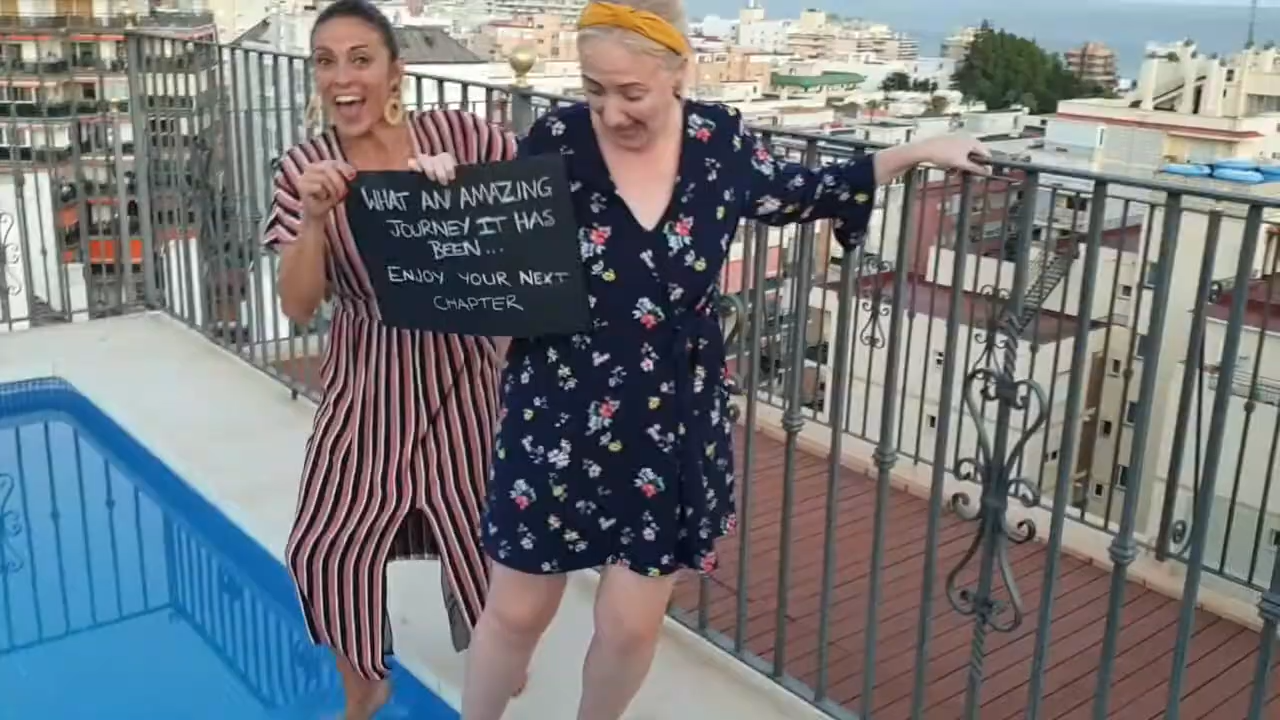 WHAT AN AMAZING
JOURNEY IT HAS
BEEN...
ENJOY YOUR NEXT
CHAPTER